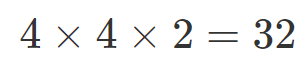 4 × 4 × 2 = 32